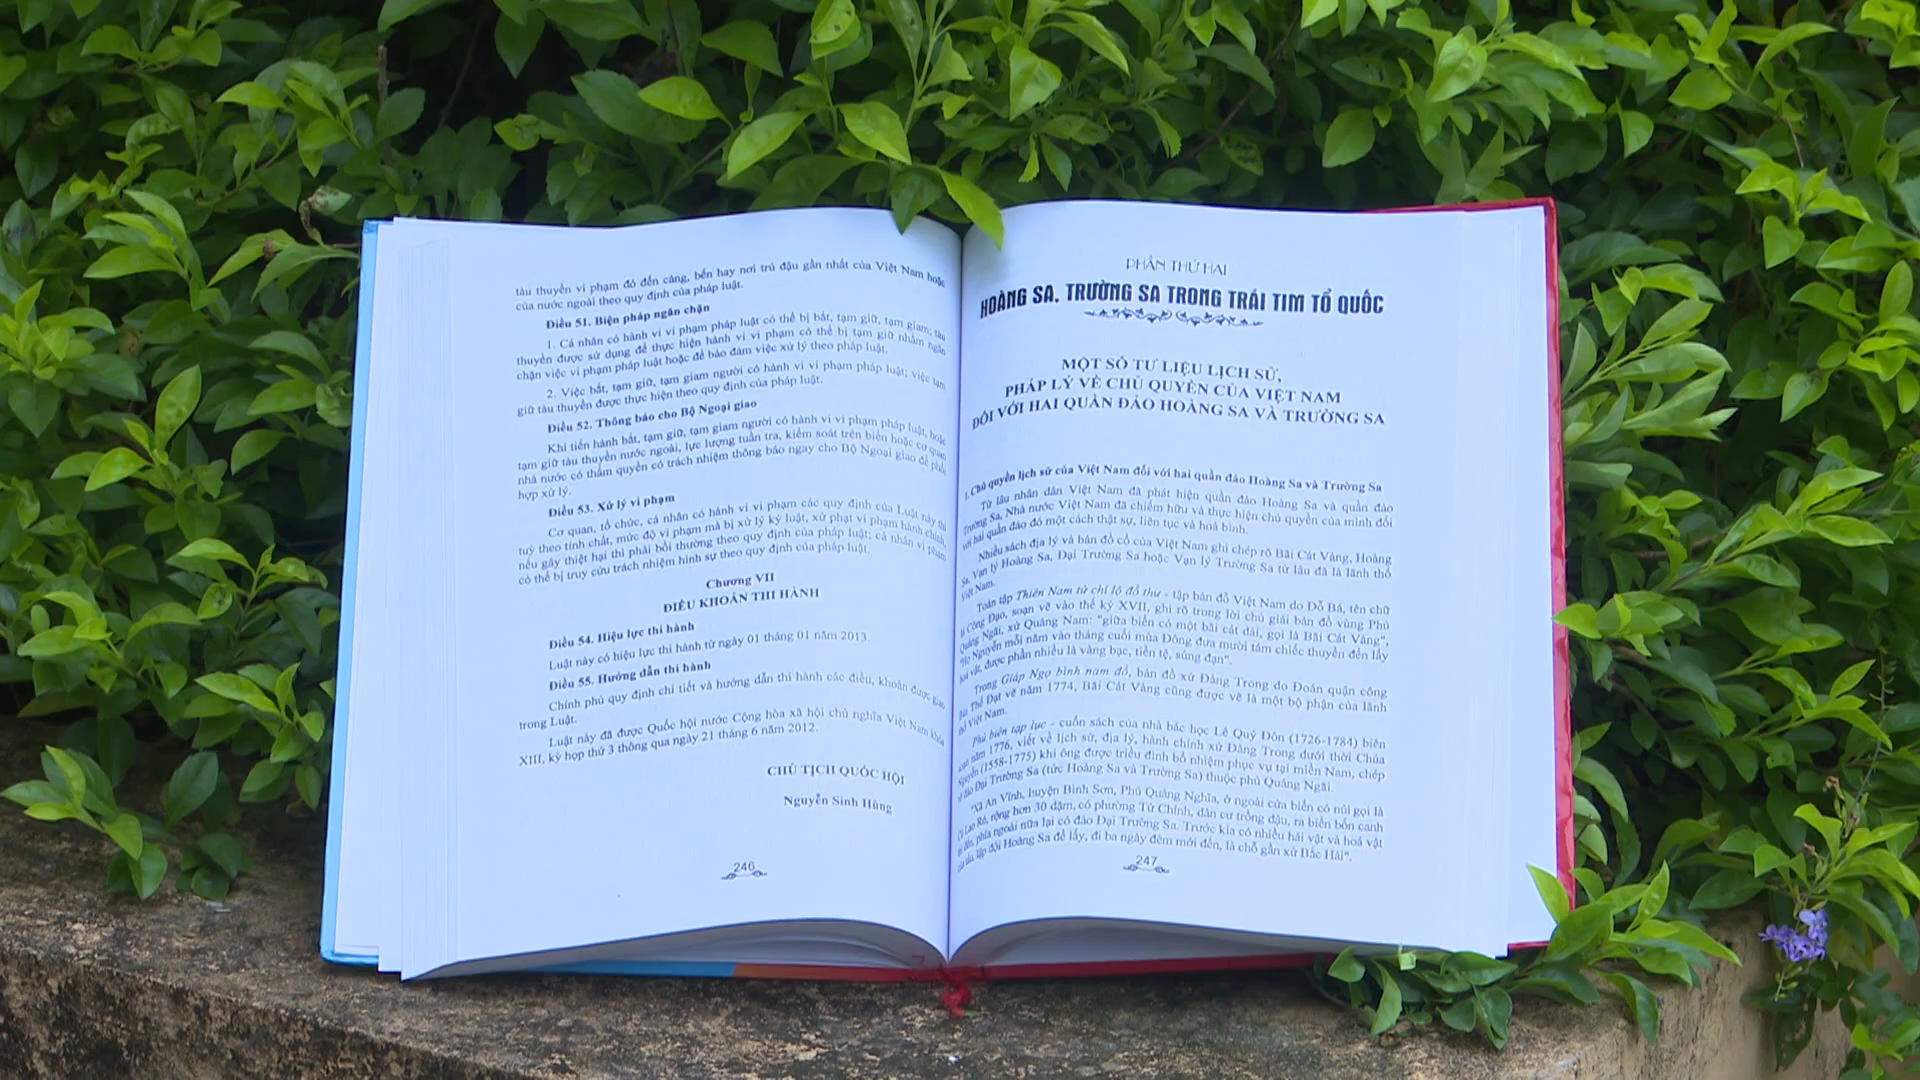 tàu thuyền vi phạm đó đến cảng, bến hay nơi trú đậu gần nhất của Việt Nam hoặc
của nước ngoài theo quy định của pháp luật.
Điều 51. Biện pháp ngăn chặn
1. Cá nhân có hành vi vi phạm pháp luật có thể bị bắt, tạm giữ, tạm giam; tàu
thuyền được sử dụng để thực hiện hành vi vi phạm có thể bị tạm giữ nhằm ngăn
chặn việc vi phạm pháp luật hoặc để bảo đảm việc xử lý theo pháp luật.
2. Việc bắt, tạm giữ, tạm giam người có hành vi vi phạm pháp luật; việc tạm
giữ tàu thuyền được thực hiện theo quy định của pháp luật.
Điều 52. Thông báo cho Bộ Ngoại giao
Khi tiến hành bắt, tạm giữ, tạm giam người có hành vi vi phạm pháp luật, hoặc
tạm giữ tàu thuyền nước ngoài, lực lượng tuần tra, kiểm soát trên biển hoặc cơ quan
nhà nước có thẩm quyền có trách nhiệm thông báo ngay cho Bộ Ngoại giao để phối
hợp xử lý.
Điều 53. Xử lý vi phạm
Cơ quan, tổ chức, cá nhân có hành vi vi phạm các quy định của Luật này thì
tuỳ theo tính chất, mức độ vi phạm mà bị xử lý kỷ luật, xử phạt vi phạm hành chính,
nếu gây thiệt hại thì phải bồi thường theo quy định của pháp luật; cá nhân vi phạm
có thể bị truy cứu trách nhiệm hình sự theo quy định của pháp luật.
Chương VII
ĐIỀU KHOẢN THI HÀNH
Điều 54. Hiệu lực thi hành
Luật này có hiệu lực thi hành từ ngày 01 tháng 01 năm 2013.
Điều 55. Hướng dẫn thi hành
Chính phủ quy định chi tiết và hướng dẫn thi hành các điều, khoản được giao
trong Luật.
Luật này đã được Quốc hội nước Cộng hòa xã hội chủ nghĩa Việt Nam khóa
XIII, kỳ họp thứ 3 thông qua ngày 21 tháng 6 năm 2012.
CHỦ TỊCH QUỐC HỘI
Nguyễn Sinh Hùng
246
PHẦN THỨ HAI
HOÀNG SA, TRƯỜNG SA TRONG TRÁI TIM TỔ QUỐC
MỘT SỐ TƯ LIỆU LỊCH SỬ,
PHÁP LÝ VỀ CHỦ QUYỀN CỦA VIỆT NAM
ĐỐI VỚI HAI QUẦN ĐẢO HOÀNG SA VÀ TRƯỜNG SA
1. Chủ quyền lịch sử của Việt Nam đối với hai quần đảo Hoàng Sa và Trường Sa
Từ lâu nhân dân Việt Nam đã phát hiện quần đảo Hoàng Sa và quần đảo
Trường Sa, Nhà nước Việt Nam đã chiếm hữu và thực hiện chủ quyền của mình đối
với hai quần đảo đó một cách thật sự, liên tục và hoà bình.
Nhiều sách địa lý và bản đồ cổ của Việt Nam ghi chép rõ Bãi Cát Vàng, Hoàng
Sa, Vạn lý Hoàng Sa, Đại Trường Sa hoặc Vạn lý Trường Sa từ lâu đã là lãnh thổ
Việt Nam.
Toàn tập Thiên Nam tứ chí lộ đồ thư - tập bản đồ Việt Nam do Đỗ Bá, tên chữ
là Công Đạo, soạn vẽ vào thế kỷ XVII, ghi rõ trong lời chú giải bản đồ vùng Phủ
Quảng Ngãi, xứ Quảng Nam: "giữa biển có một bãi cát dài, gọi là Bãi Cát Vàng",
"Họ Nguyễn mỗi năm vào tháng cuối mùa Đông đưa mười tám chiếc thuyền đến lấy
hoá vật, được phần nhiều là vàng bạc, tiền tệ, súng đạn".
Trong Giáp Ngọ bình nam đồ, bản đồ xứ Đàng Trong do Đoán quận công
Bùi Thế Đạt vẽ năm 1774, Bãi Cát Vàng cũng được vẽ là một bộ phận của lãnh
thổ Việt Nam.
Phủ biên tạp lục - cuốn sách của nhà bác học Lê Quý Đôn (1726-1784) biên
soạn năm 1776, viết về lịch sử, địa lý, hành chính xứ Đàng Trong dưới thời Chúa
Nguyễn (1558-1775) khi ông được triều đình bổ nhiệm phục vụ tại miền Nam, chép
rõ đảo Đại Trường Sa (tức Hoàng Sa và Trường Sa) thuộc phủ Quảng Ngãi.
"Xã An Vĩnh, huyện Bình Sơn, Phủ Quảng Nghĩa, ở ngoài cửa biển có núi gọi là
Cù Lao Ré, rộng hơn 30 dặm, có phường Tứ Chính, dân cư trồng đậu, ra biển bốn canh
thì đến, phía ngoài nữa lại có đảo Đại Trường Sa. Trước kia có nhiều hải vật và hoá vật
của tàu, lập đội Hoàng Sa để lấy, đi ba ngày đêm mới đến, là chỗ gần xứ Bắc Hải".
247